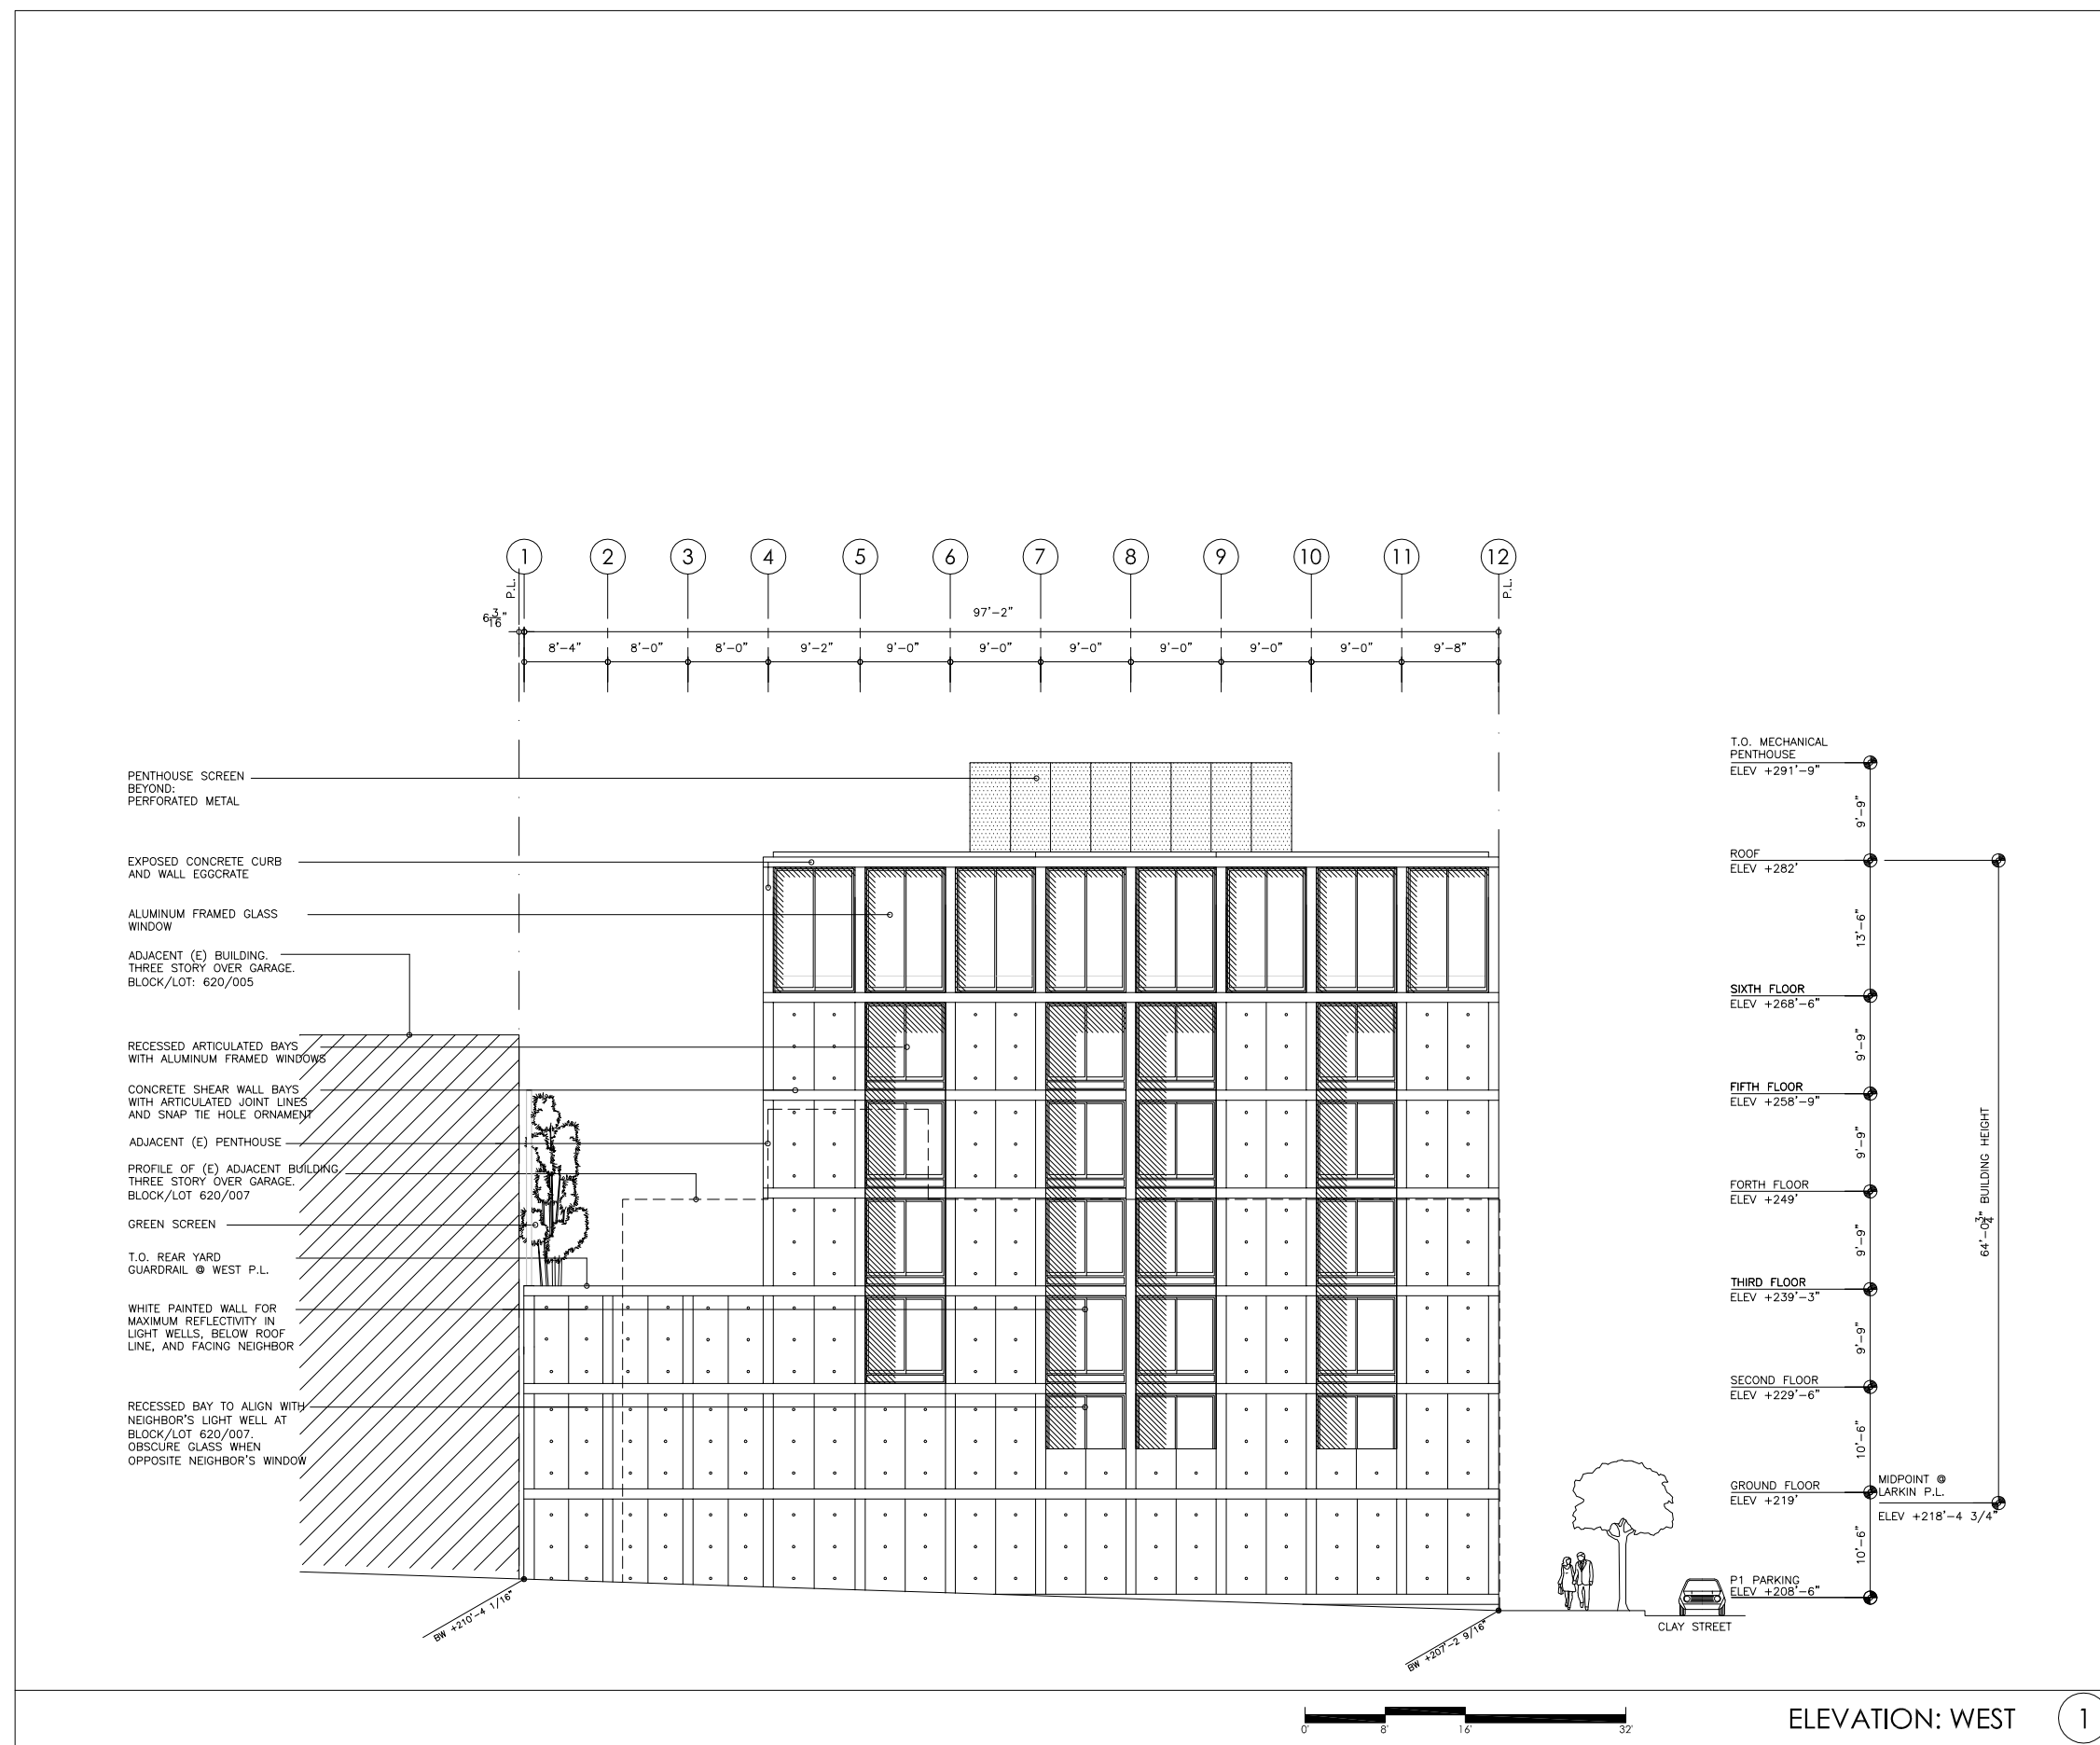 1 2 3 4 5 6 7 8 9 10 11 12
P.L. P.L.
6 3/16" 97'-2"
8'-4" 8'-0" 8'-0" 9'-2" 9'-0" 9'-0" 9'-0" 9'-0" 9'-0" 9'-0" 9'-8"
PENTHOUSE SCREEN
BEYOND:
PERFORATED METAL
EXPOSED CONCRETE CURB
AND WALL EGGCRATE
ALUMINUM FRAMED GLASS
WINDOW
ADJACENT (E) BUILDING.
THREE STORY OVER GARAGE.
BLOCK/LOT: 620/005
RECESSED ARTICULATED BAYS
WITH ALUMINUM FRAMED WINDOWS
CONCRETE SHEAR WALL BAYS
WITH ARTICULATED JOINT LINES
AND SNAP TIE HOLE ORNAMENT
ADJACENT (E) PENTHOUSE
PROFILE OF (E) ADJACENT BUILDING
THREE STORY OVER GARAGE.
BLOCK/LOT 620/007
GREEN SCREEN
T.O. REAR YARD
GUARDRAIL @ WEST P.L.
WHITE PAINTED WALL FOR
MAXIMUM REFLECTIVITY IN
LIGHT WELLS, BELOW ROOF
LINE, AND FACING NEIGHBOR
RECESSED BAY TO ALIGN WITH
NEIGHBOR'S LIGHT WELL AT
BLOCK/LOT 620/007.
OBSCURE GLASS WHEN
OPPOSITE NEIGHBOR'S WINDOW
BW +210'-4 1/16"
BW +207'-2 9/16"
T.O. MECHANICAL
PENTHOUSE
ELEV +291'-9"
9'-9"
ROOF
ELEV +282'
13'-6"
SIXTH FLOOR
ELEV +268'-6"
9'-9"
FIFTH FLOOR
ELEV +258'-9"
9'-9"
FORTH FLOOR
ELEV +249'
9'-9"
THIRD FLOOR
ELEV +239'-3"
9'-9"
SECOND FLOOR
ELEV +229'-6"
10'-6"
GROUND FLOOR
ELEV +219'
10'-6"
P1 PARKING
ELEV +208'-6"
64'-0 3/4" BUILDING HEIGHT
MIDPOINT @
LARKIN P.L.
ELEV +218'-4 3/4"
CLAY STREET
0' 8' 16' 32'
ELEVATION: WEST 1